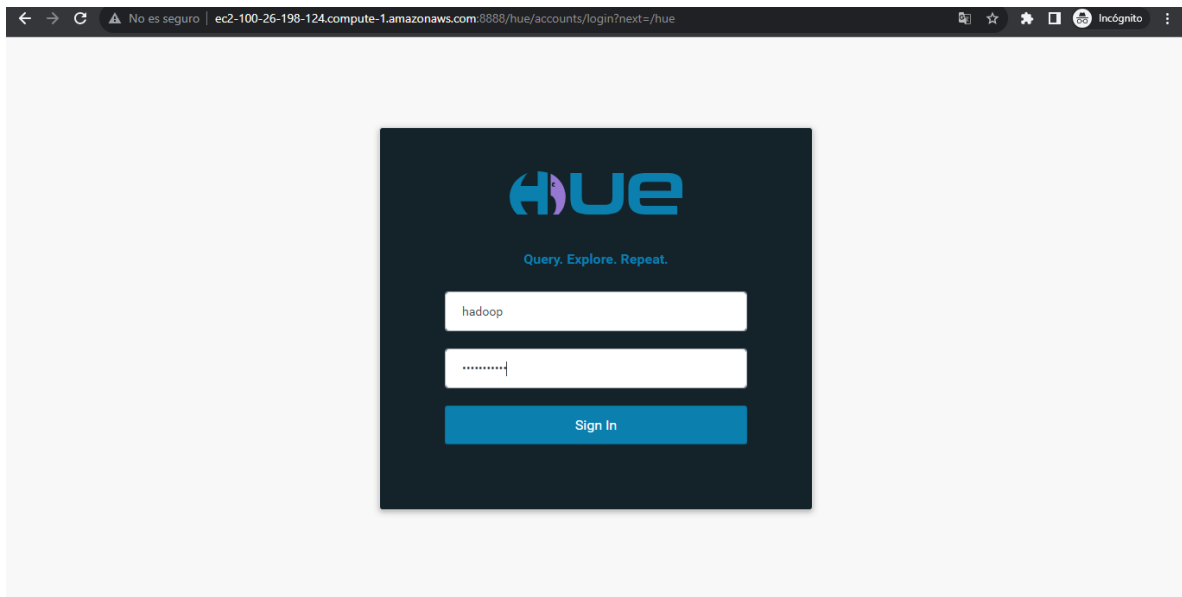 No es seguro | ec2-100-26-198-124.compute-1.amazonaws.com:8888/hue/accounts/login?next=/hue Incógnito
HUE
Query. Explore. Repeat.
hadoop
•••••••••••
Sign In